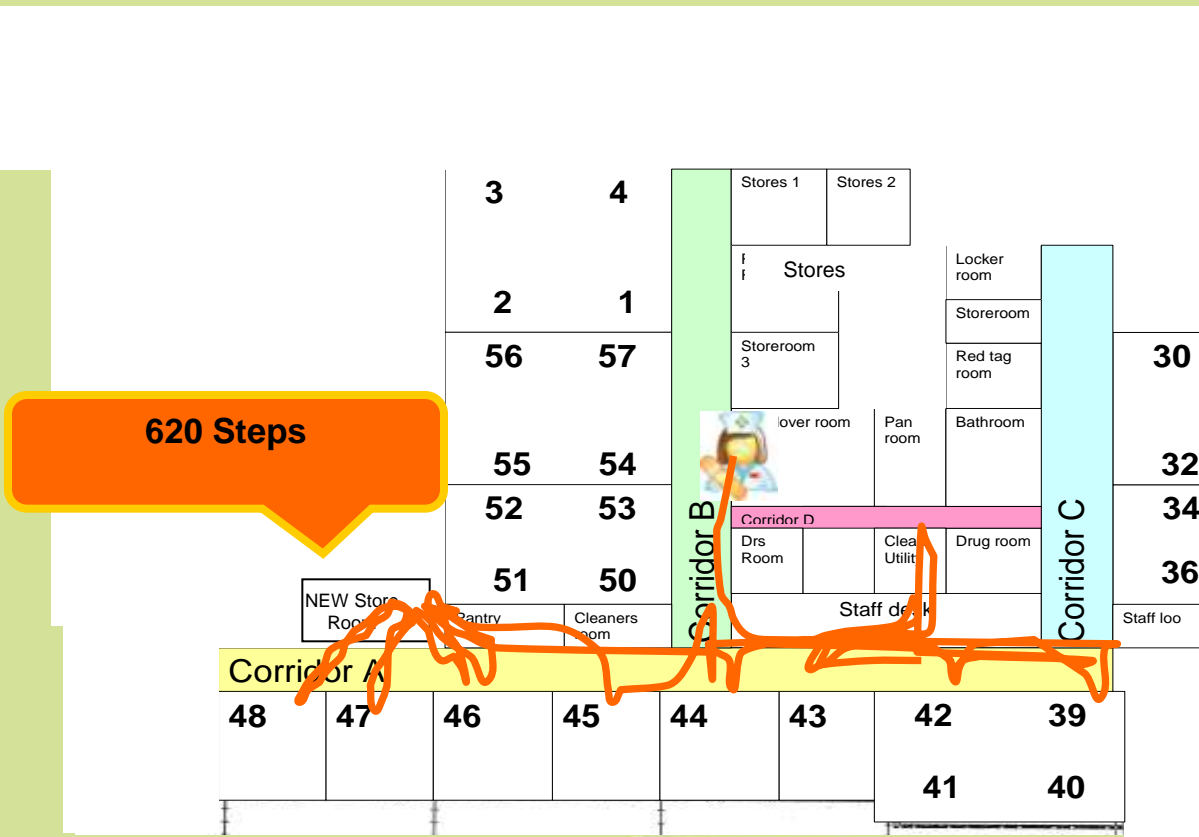 3 4
Stores 1 Stores 2
Stores
Locker
room
2 1
Storeroom
56 57
Storeroom
3
Red tag
room
30
620 Steps
room
Pan
room
Bathroom
55 54
32
52 53
34
Corridor B
Corridor D
Corridor C
Drs
Room
Drug room
51 50
36
NEW Store
Staff desk
Pantry
Cleaners
room
Staff loo
Corridor A
48 47 46 45 44 43 42 39
41 40